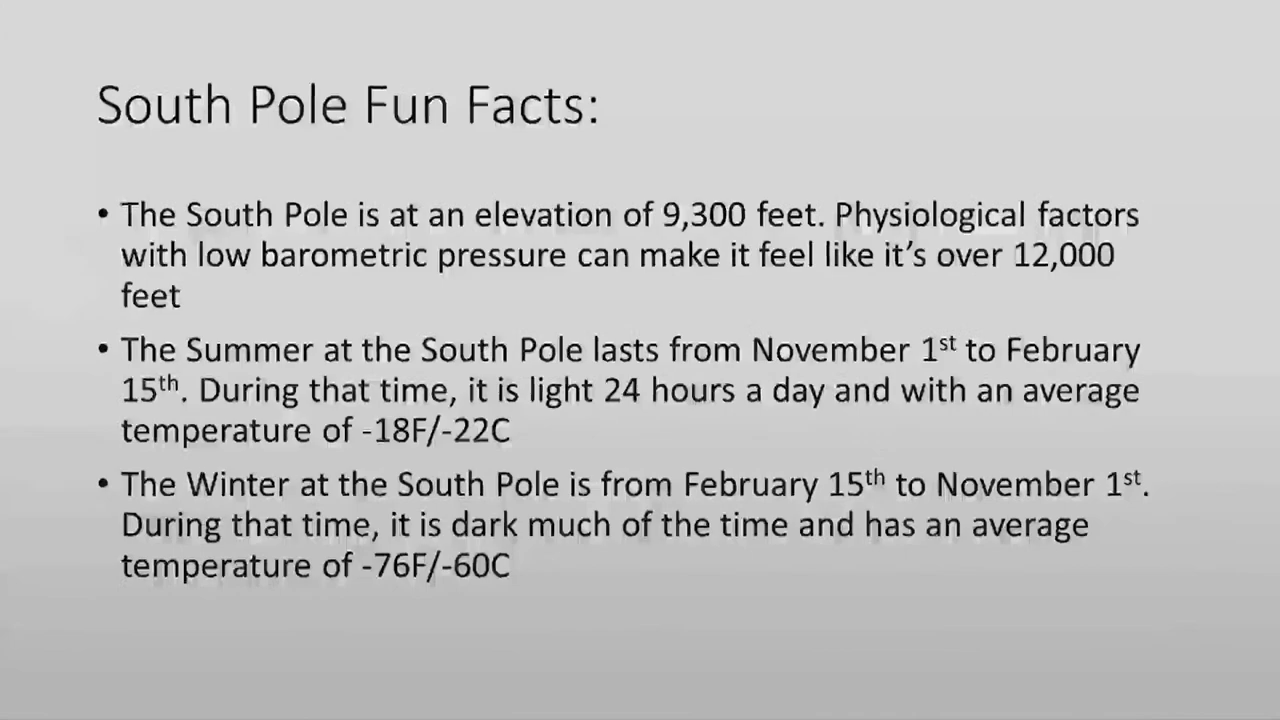 South Pole Fun Facts:
• The South Pole is at an elevation of 9,300 feet. Physiological factors
with low barometric pressure can make it feel like it’s over 12,000
feet
• The Summer at the South Pole lasts from November 1st to February
15th. During that time, it is light 24 hours a day and with an average
temperature of -18F/-22C
• The Winter at the South Pole is from February 15th to November 1st.
During that time, it is dark much of the time and has an average
temperature of -76F/-60C